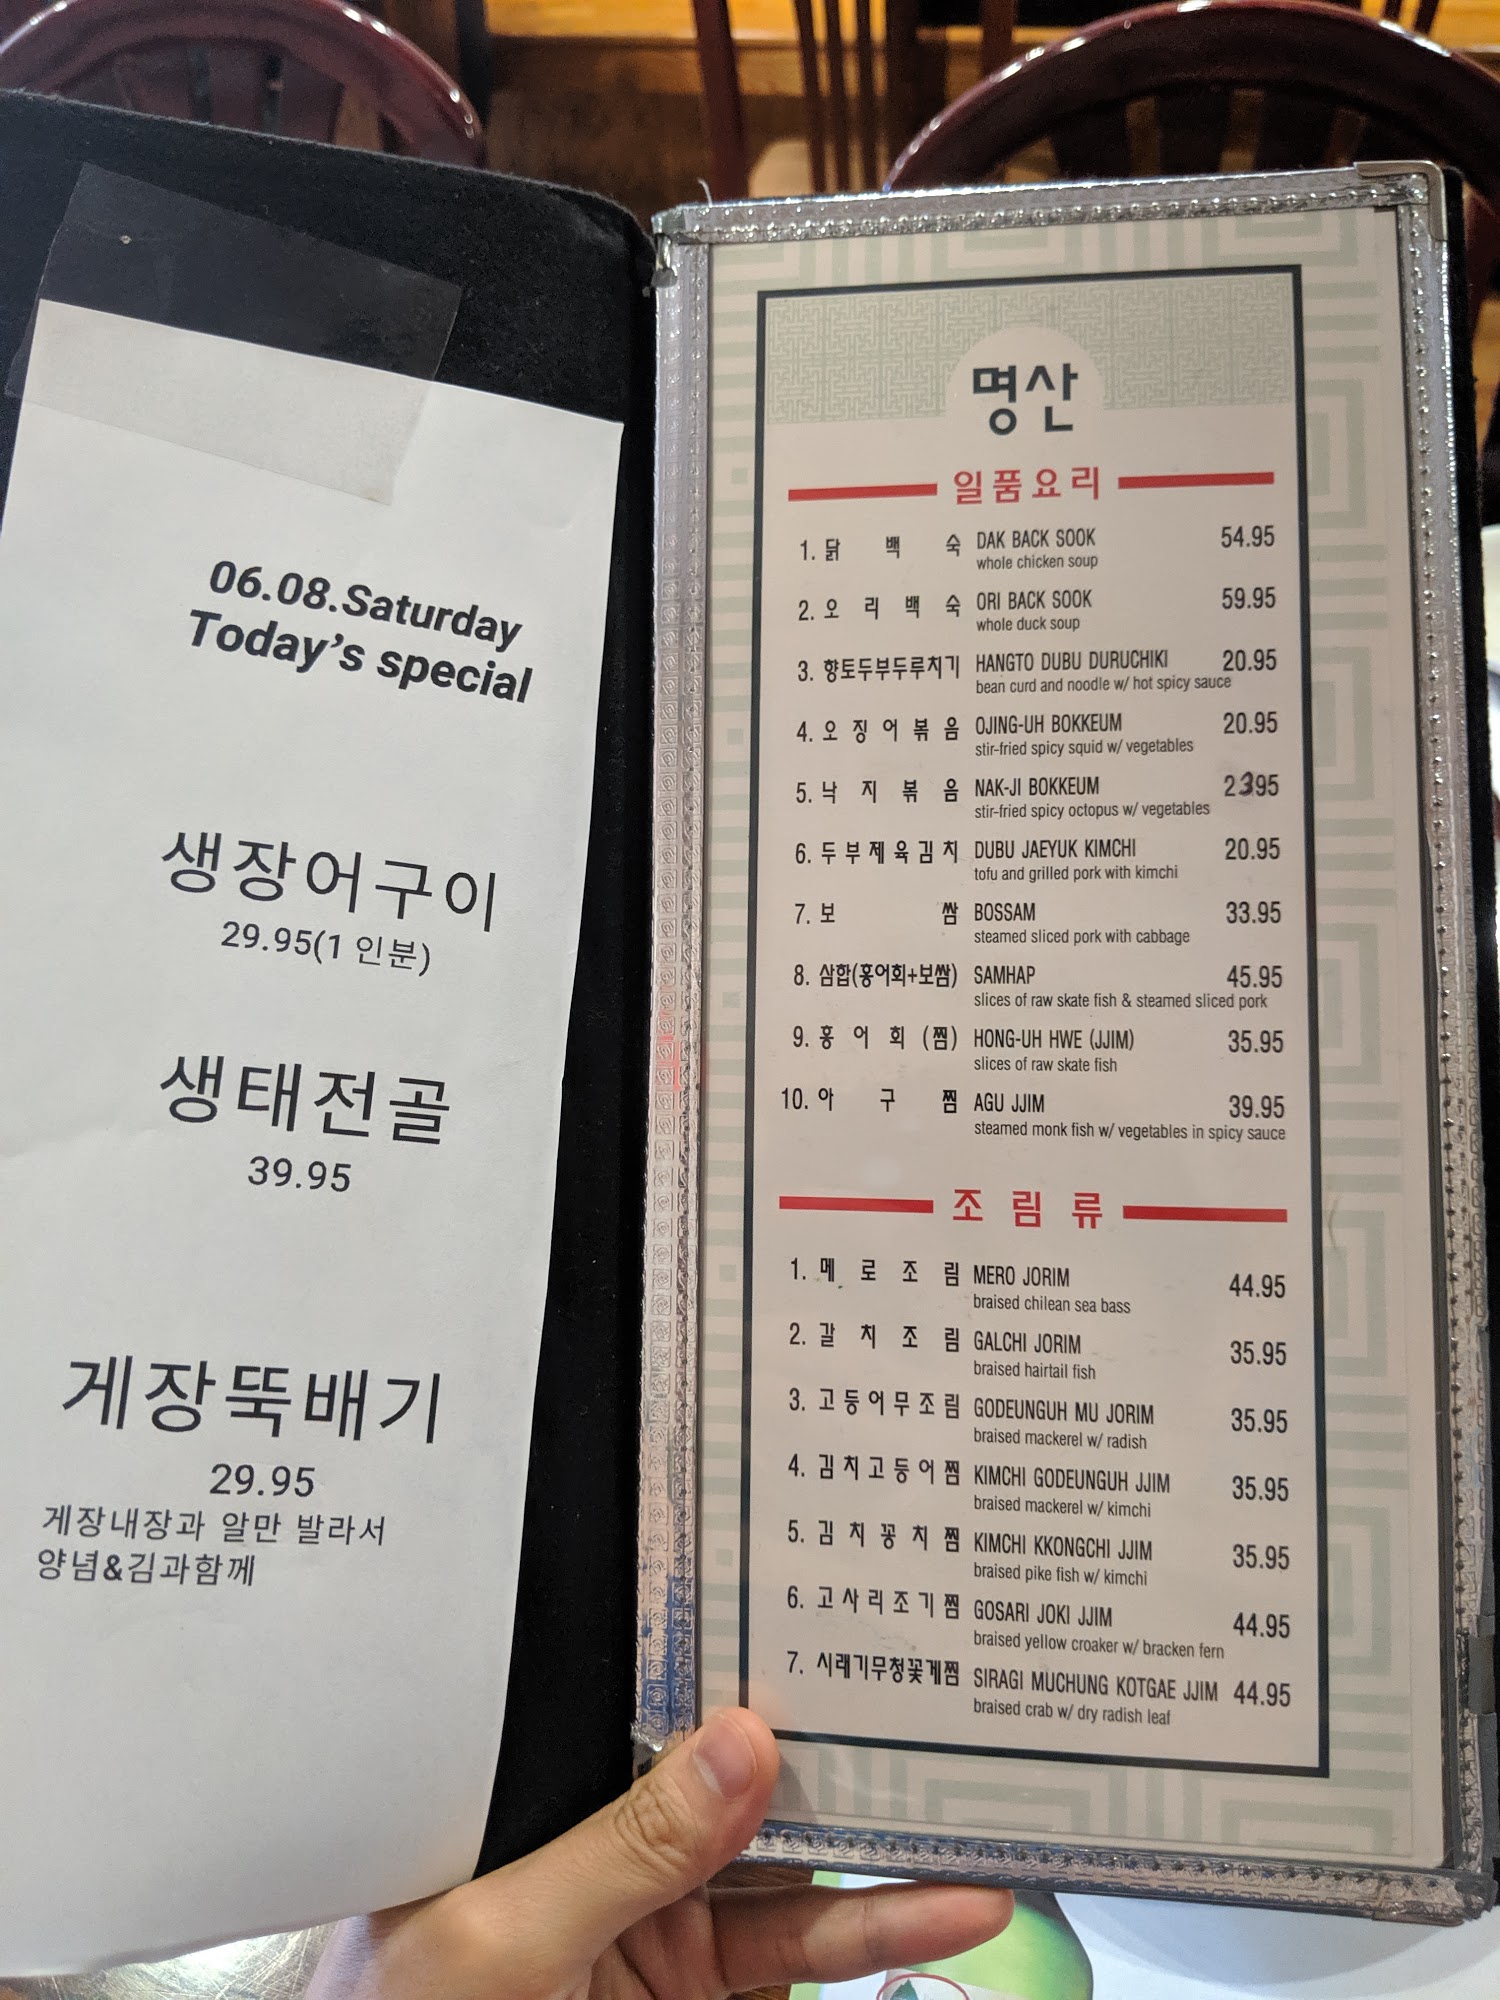 06.08.Saturday
Today's special
생장어구이
29.95(1 인분)
생태전골
39.95
게장뚝배기
29.95
게장내장과 알만 발라서
양념&김과함께
명산
일품요리
1. 닭백숙 DAK BACK SOOK 54.95
whole chicken soup
2. 오리백숙 ORI BACK SOOK 59.95
whole duck soup
3. 향토두부두루치기 HANGTO DUBU DURUCHIKI 20.95
bean curd and noodle w/ hot spicy sauce
4. 오징어볶음 OJING-UH BOKKEUM 20.95
stir-fried spicy squid w/ vegetables
5. 낙지볶음 NAK-JI BOKKEUM 2395
stir-fried spicy octopus w/ vegetables
6. 두부제육김치 DUBU JAEYUK KIMCHI 20.95
tofu and grilled pork with kimchi
7. 보쌈 BOSSAM 33.95
steamed sliced pork with cabbage
8. 삼합(홍어회+보쌈) SAMHAP 45.95
slices of raw skate fish & steamed sliced pork
9. 홍어회(찜) HONG-UH HWE (JJIM) 35.95
slices of raw skate fish
10. 아구찜 AGU JJIM 39.95
steamed monk fish w/ vegetables in spicy sauce
조림류
1. 메로조림 MERO JORIM 44.95
braised chilean sea bass
2. 갈치조림 GALCHI JORIM 35.95
braised hairtail fish
3. 고등어무조림 GODEUNGUH MU JORIM 35.95
braised mackerel w/ radish
4. 김치고등어찜 KIMCHI GODEUNGUH JJIM 35.95
braised mackerel w/ kimchi
5. 김치꽁치찜 KIMCHI KKONGCHI JJIM 35.95
braised pike fish w/ kimchi
6. 고사리조기찜 GOSARI JOKI JJIM 44.95
braised yellow croaker w/ bracken fern
7. 시래기무청꽃게찜 SIRAGI MUCHUNG KOTGAE JJIM 44.95
braised crab w/ dry radish leaf